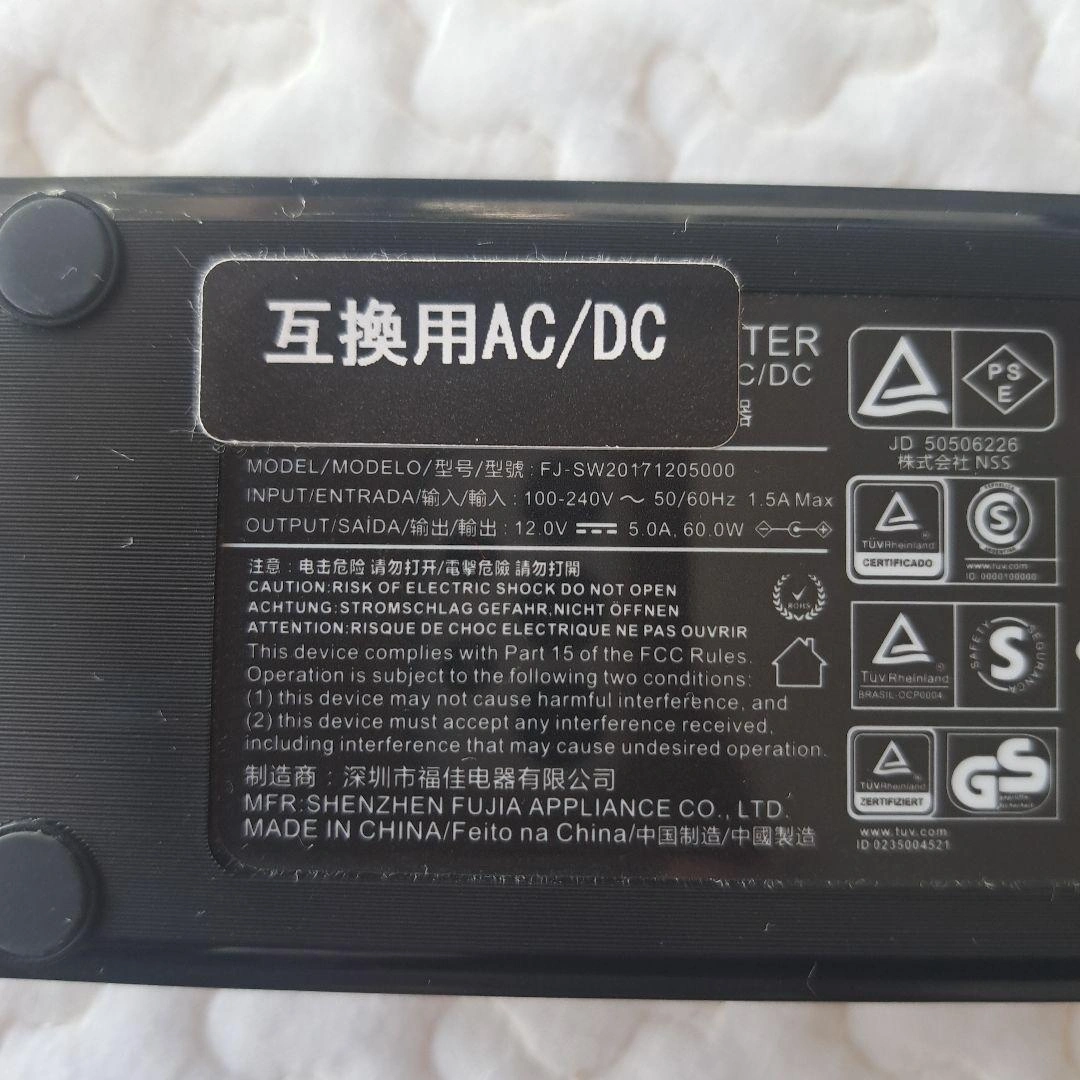 互換用AC/DC
TER
C/DC
MODEL/MODELO/型号/型號 : FJ-SW20171205000
INPUT/ENTRADA/输入/輸入 : 100-240V ～ 50/60Hz 1.5A Max
OUTPUT/SAÍDA/输出/輸出 : 12.0V 5.0A, 60.0W
注意 : 电击危险 请勿打开/電擊危險 請勿打開
CAUTION:RISK OF ELECTRIC SHOCK DO NOT OPEN
ACHTUNG:STROMSCHLAG GEFAHR,NICHT ÖFFNEN
ATTENTION:RISQUE DE CHOC ELECTRIQUE NE PAS OUVRIR
This device complies with Part 15 of the FCC Rules.
Operation is subject to the following two conditions:
(1) this device may not cause harmful interference, and
(2) this device must accept any interference received,
including interference that may cause undesired operation.
制造商 : 深圳市福佳电器有限公司
MFR:SHENZHEN FUJIA APPLIANCE CO., LTD.
MADE IN CHINA/Feito na China/中国制造/中國製造
ROHS
PS
E
JD 50506226
株式会社 NSS
TÜVRheinland
CERTIFICADO
S
www.tuv.com
ID: 0000100000
TüvRheinland
BRASIL-OCP0004
SAFETY
S
SEGURANÇA
TÜVRheinland
ZERTIFIZIERT
GS
geprüfte
Sicherheit
www.tuv.com
ID 0235004521